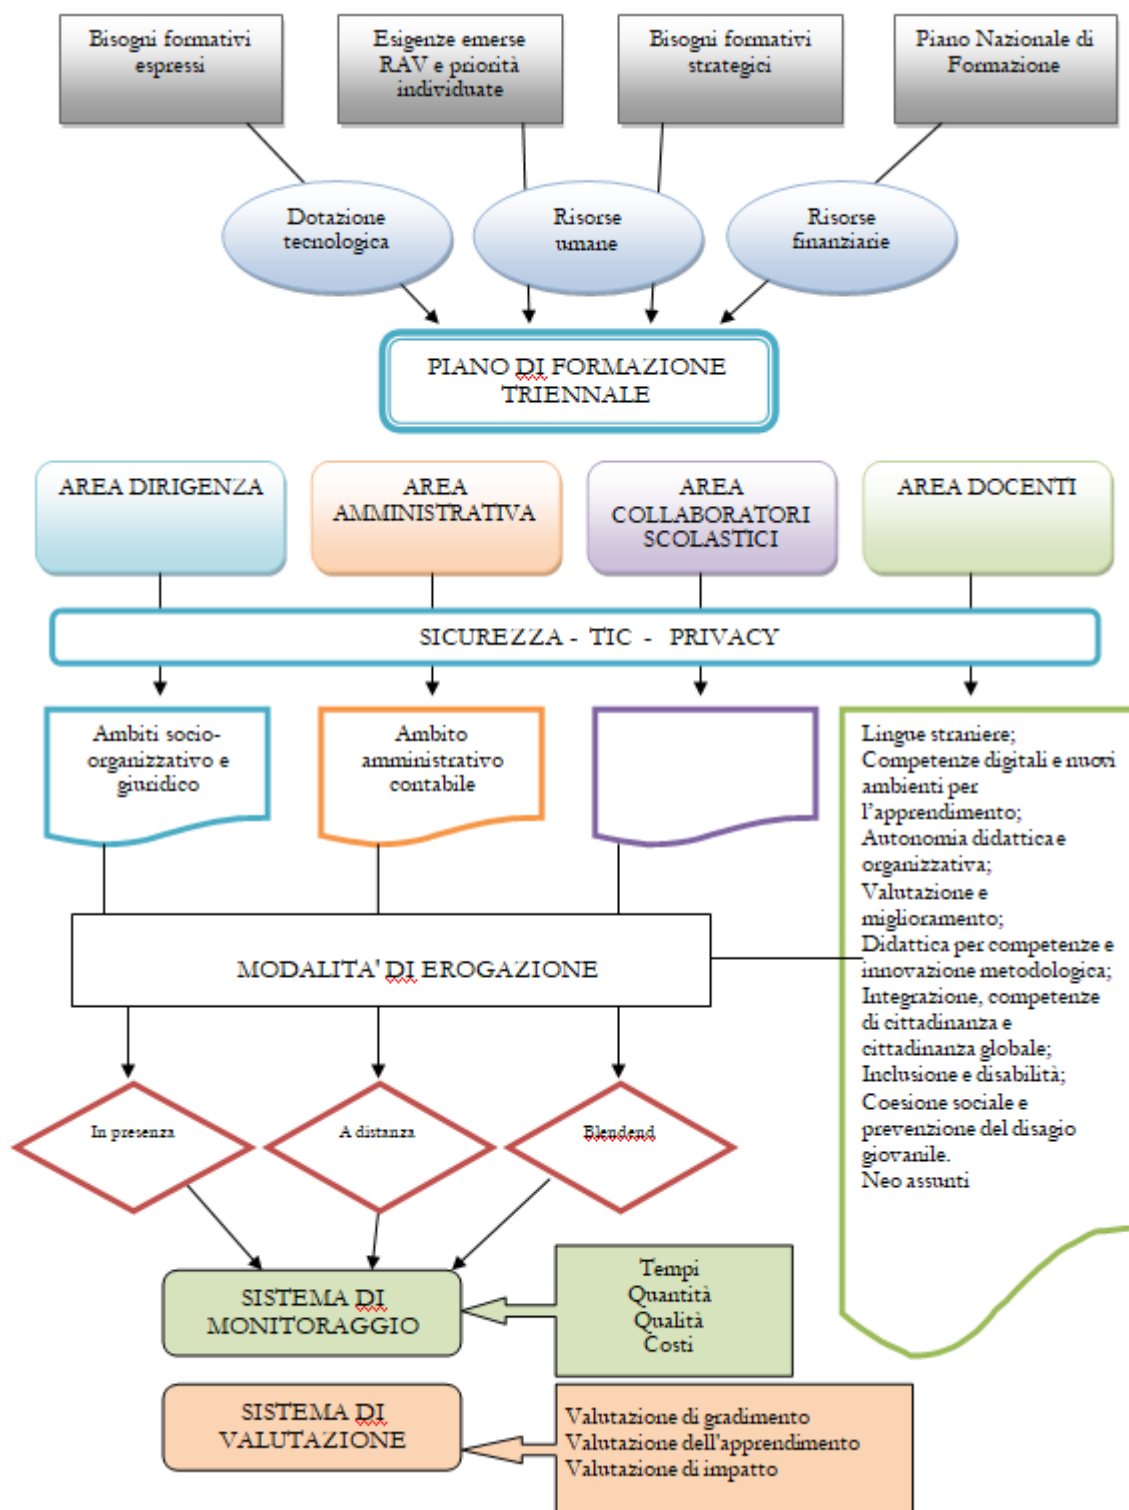 Bisogni formativi
espressi
Esigenze emerse
RAV e priorità
individuate
Bisogni formativi
strategici
Piano Nazionale di
Formazione
Dotazione
tecnologica
Risorse
umane
Risorse
finanziarie
PIANO DI FORMAZIONE
TRIENNALE
AREA DIRIGENZA
AREA
AMMINISTRATIVA
AREA
COLLABORATORI
SCOLASTICI
AREA DOCENTI
SICUREZZA - TIC - PRIVACY
Ambiti socio-
organizzativo e
giuridico
Ambito
amministrativo
contabile
Lingue straniere;
Competenze digitali e nuovi
ambienti per
l'apprendimento;
Autonomia didattica e
organizzativa;
Valutazione e
miglioramento;
Didattica per competenze e
innovazione metodologica;
Integrazione, competenze
di cittadinanza e
cittadinanza globale;
Inclusione e disabilità;
Coesione sociale e
prevenzione del disagio
giovanile.
Neo assunti
MODALITA' DI EROGAZIONE
In presenza
A distanza
Blendend
SISTEMA DI
MONITORAGGIO
Tempi
Quantità
Qualità
Costi
SISTEMA DI
VALUTAZIONE
Valutazione di gradimento
Valutazione dell'apprendimento
Valutazione di impatto